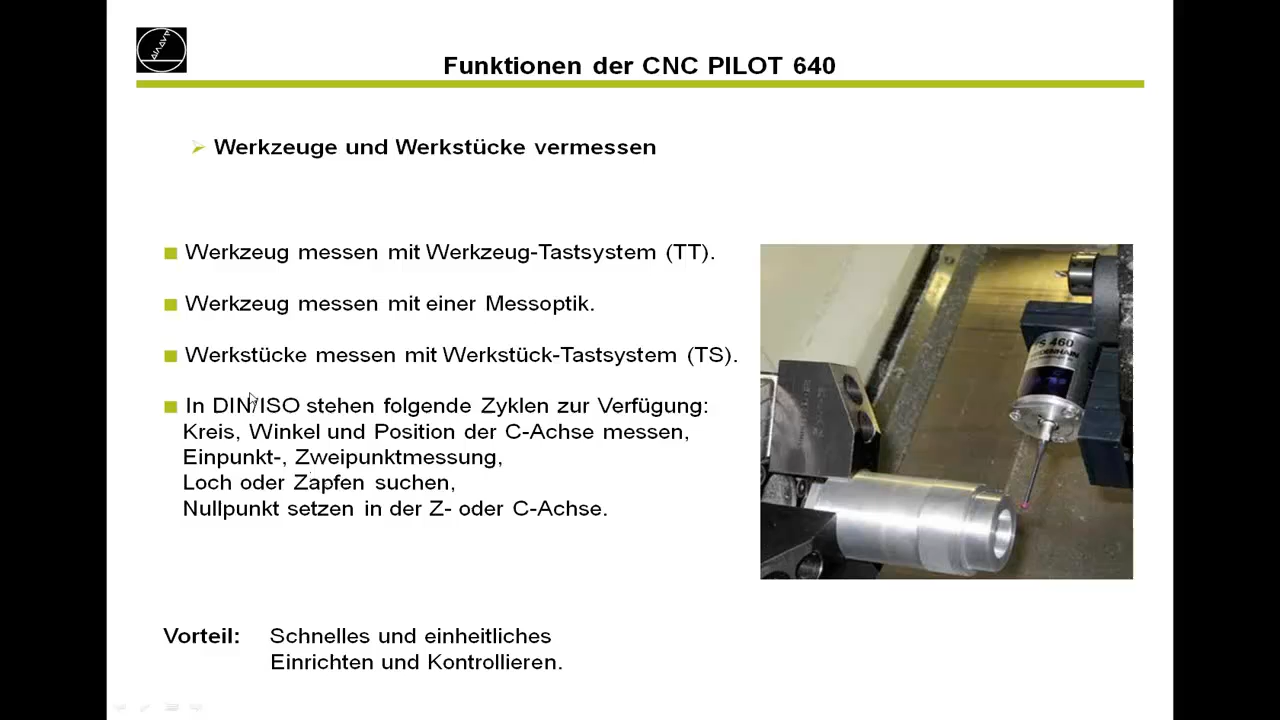 Funktionen der CNC PILOT 640
Werkzeuge und Werkstücke vermessen
Werkzeug messen mit Werkzeug-Tastsystem (TT).
Werkzeug messen mit einer Messoptik.
Werkstücke messen mit Werkstück-Tastsystem (TS).
In DIN/ISO stehen folgende Zyklen zur Verfügung:
Kreis, Winkel und Position der C-Achse messen,
Einpunkt-, Zweipunktmessung,
Loch oder Zapfen suchen,
Nullpunkt setzen in der Z- oder C-Achse.
460
Vorteil: Schnelles und einheitliches
Einrichten und Kontrollieren.